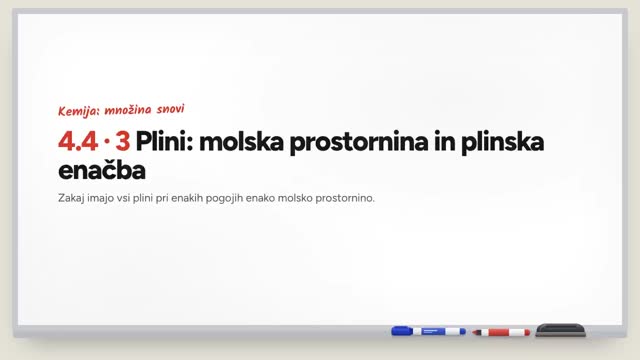 Kemija: množina snovi
4.4 · 3 Plini: molska prostornina in plinska
enačba
Zakaj imajo vsi plini pri enakih pogojih enako molsko prostornino.